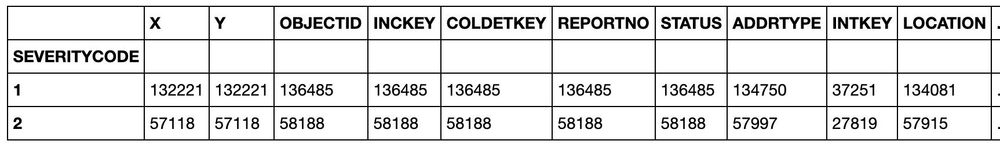 X Y OBJECTID INCKEY COLDETKEY REPORTNO STATUS ADDRTYPE INTKEY LOCATION .
SEVERITYCODE
1 132221 132221 136485 136485 136485 136485 136485 134750 37251 134081 .
2 57118 57118 58188 58188 58188 58188 58188 57997 27819 57915 .